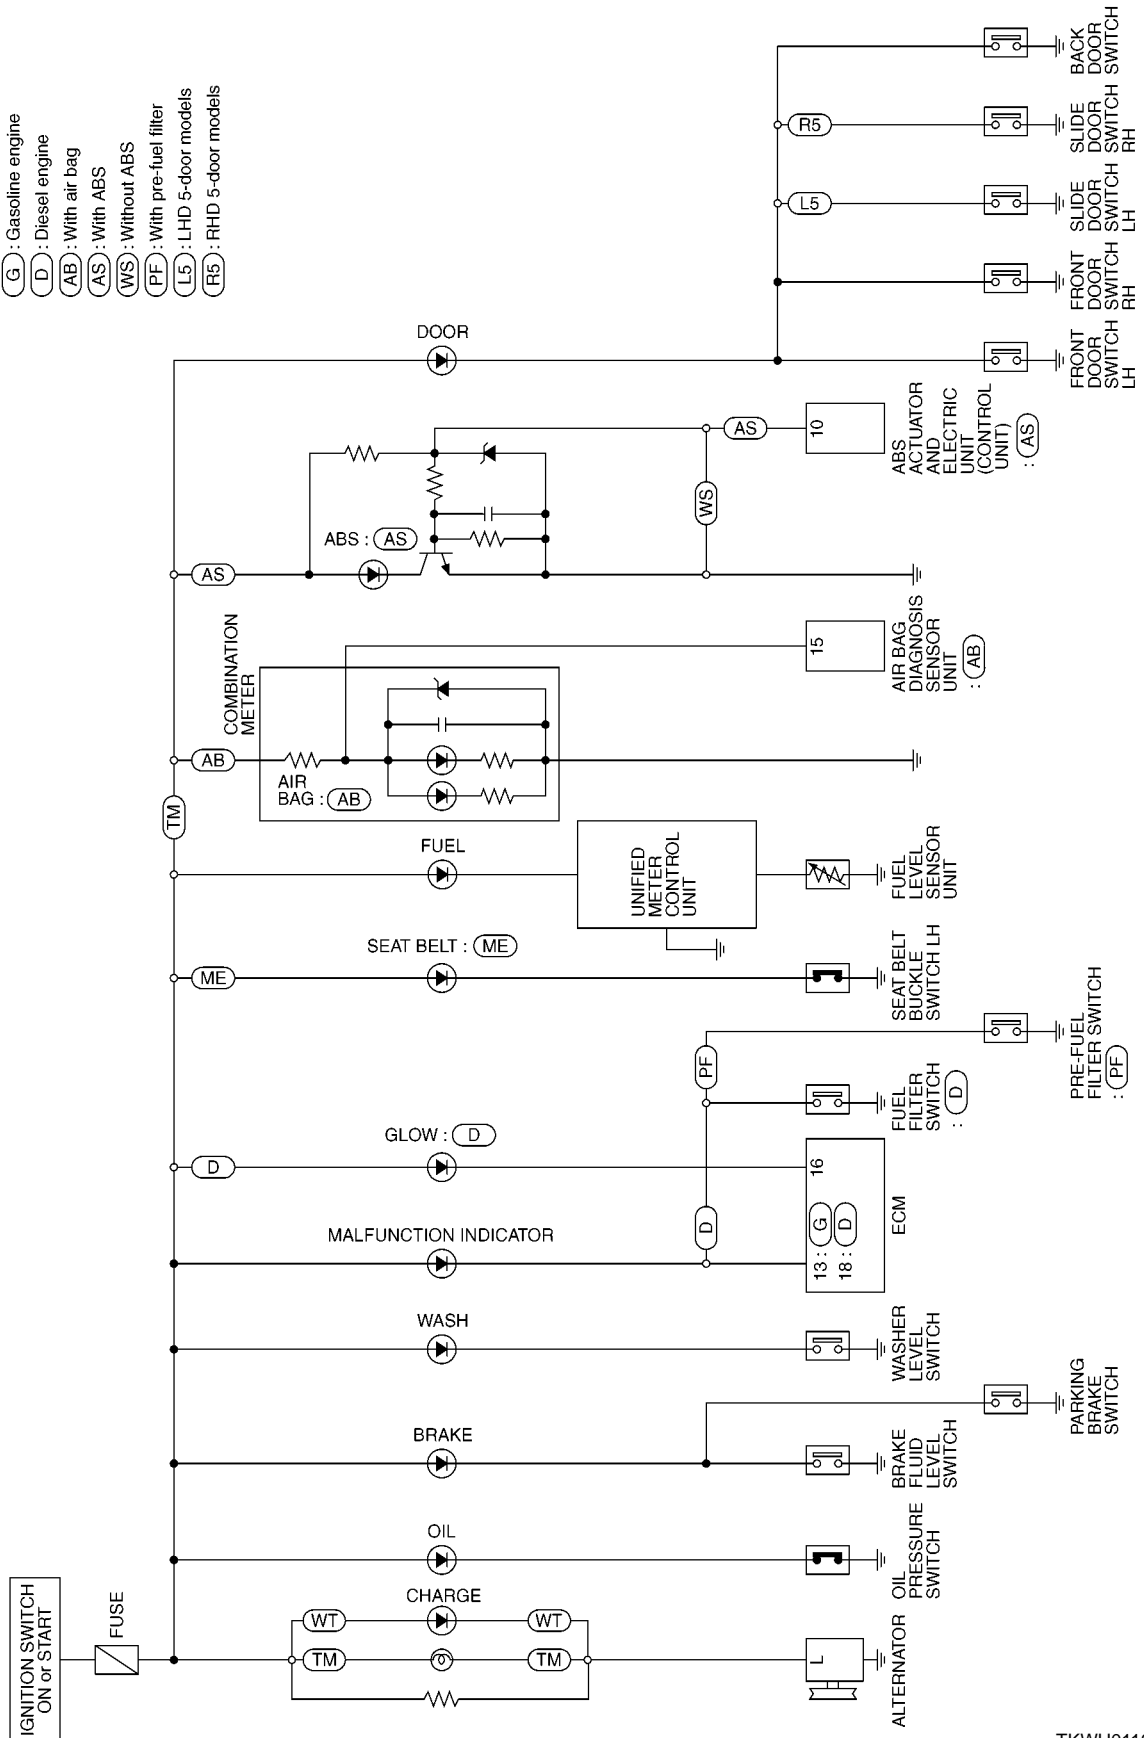 G : Gasoline engine
D : Diesel engine
AB : With air bag
AS : With ABS
WS : Without ABS
PF : With pre-fuel filter
L5 : LHD 5-door models
R5 : RHD 5-door models
BACK
DOOR
SWITCH
R5
SLIDE
DOOR
SWITCH
RH
L5
SLIDE
DOOR
SWITCH
LH
FRONT
DOOR
SWITCH
RH
DOOR
FRONT
DOOR
SWITCH
LH
AS
10
ABS
ACTUATOR
AND
ELECTRIC
UNIT
(CONTROL
UNIT)
: AS
WS
ABS : AS
AS
COMBINATION
METER
15
AIR BAG
DIAGNOSIS
SENSOR
UNIT
: AB
AB
AIR
BAG : AB
TM
FUEL
UNIFIED
METER
CONTROL
UNIT
FUEL
LEVEL
SENSOR
UNIT
SEAT BELT : ME
ME
SEAT BELT
BUCKLE
SWITCH LH
PF
PRE-FUEL
FILTER SWITCH
: PF
FUEL
FILTER
SWITCH
: D
GLOW : D
D
16
D
13 : G
18 : D
ECM
MALFUNCTION INDICATOR
WASH
WASHER
LEVEL
SWITCH
PARKING
BRAKE
SWITCH
BRAKE
BRAKE
FLUID
LEVEL
SWITCH
OIL
OIL
PRESSURE
SWITCH
IGNITION SWITCH
ON or START
FUSE
CHARGE
WT
WT
TM
TM
L
ALTERNATOR